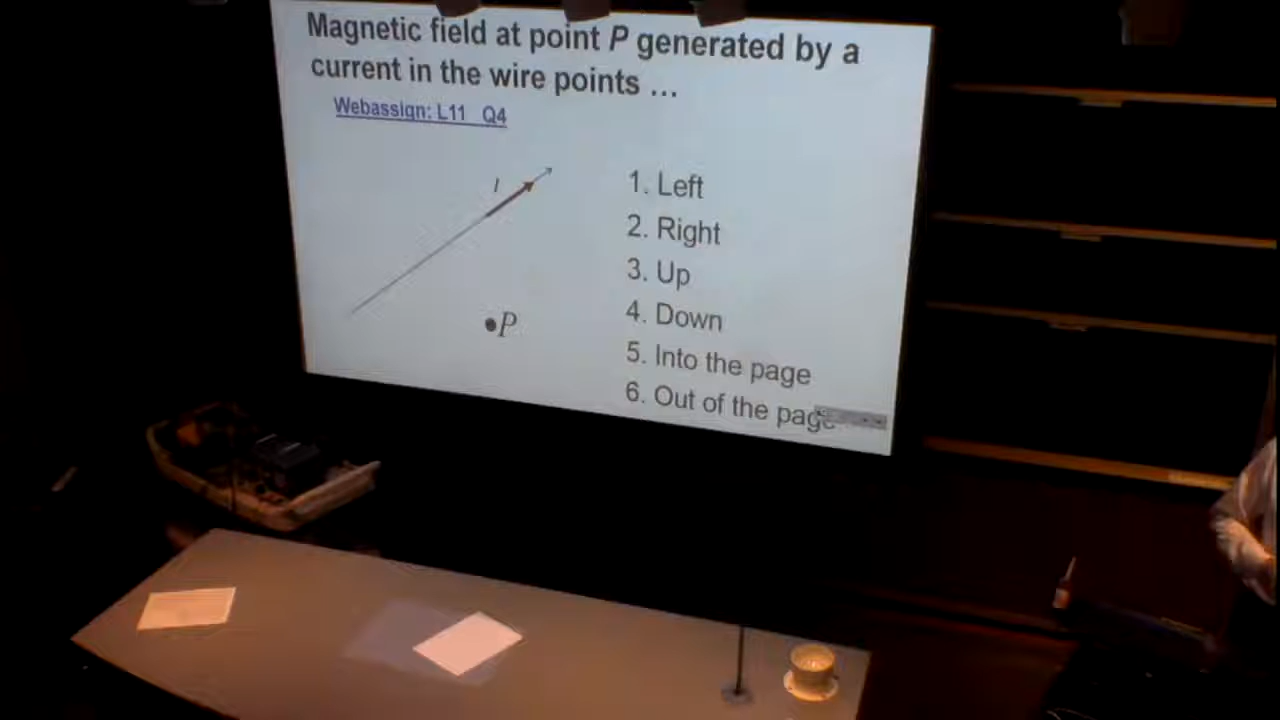 Magnetic field at point P generated by a
current in the wire points …
Webassign: L11 Q4
I
1. Left
2. Right
3. Up
4. Down
P
5. Into the page
6. Out of the page